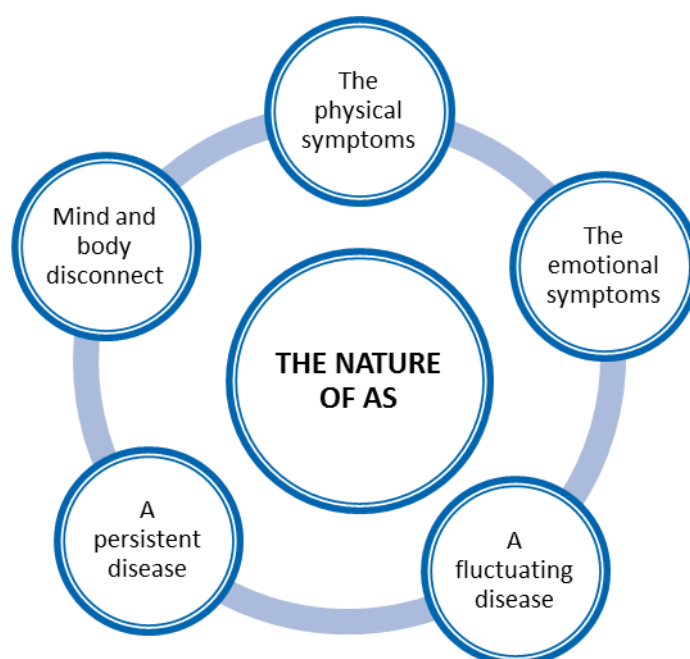 The
physical
symptoms
The
emotional
symptoms
A
fluctuating
disease
A
persistent
disease
Mind and
body
disconnect
THE NATURE
OF AS